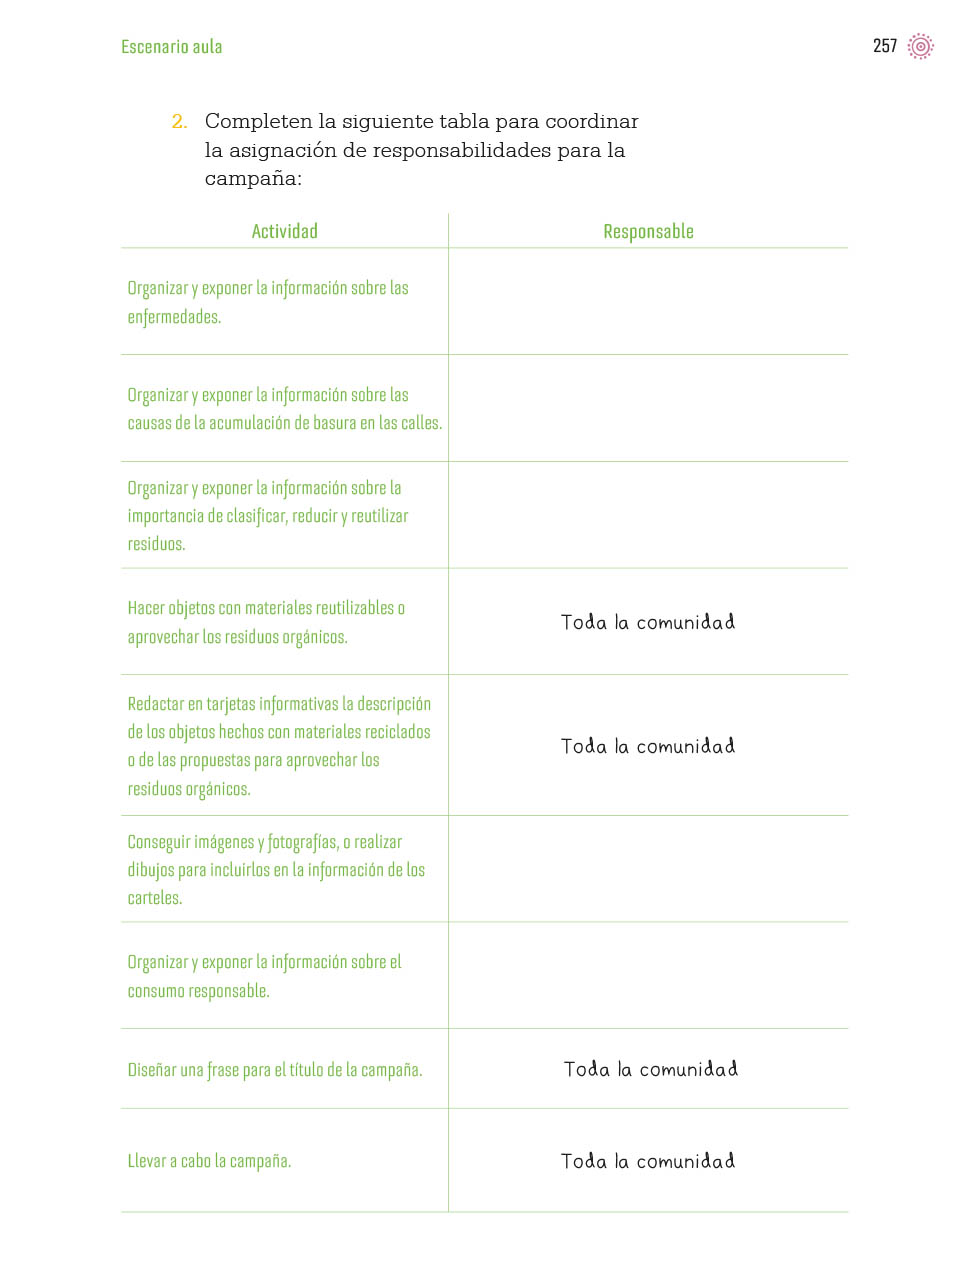 Escenario aula
257
2. Completen la siguiente tabla para coordinar
la asignación de responsabilidades para la
campaña:
Actividad Responsable
Organizar y exponer la información sobre las
enfermedades.
Organizar y exponer la información sobre las
causas de la acumulación de basura en las calles.
Organizar y exponer la información sobre la
importancia de clasificar, reducir y reutilizar
residuos.
Hacer objetos con materiales reutilizables o
aprovechar los residuos orgánicos.
Toda la comunidad
Redactar en tarjetas informativas la descripción
de los objetos hechos con materiales reciclados
o de las propuestas para aprovechar los
residuos orgánicos.
Toda la comunidad
Conseguir imágenes y fotografías, o realizar
dibujos para incluirlos en la información de los
carteles.
Organizar y exponer la información sobre el
consumo responsable.
Diseñar una frase para el título de la campaña.
Toda la comunidad
Llevar a cabo la campaña.
Toda la comunidad